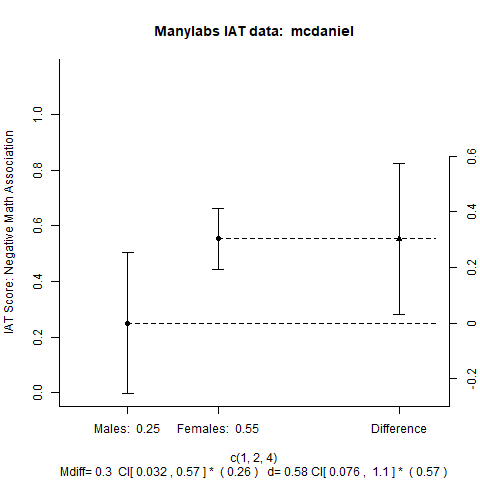 Manylabs IAT data:  mcdaniel
IAT Score: Negative Math Association
1.0
0.8
0.6
0.4
0.2
0.0
0.6
0.4
0.2
0
-0.2
Males:  0.25
Females:  0.55
Difference
c(1, 2, 4)
Mdiff= 0.3  CI[ 0.032 , 0.57 ] *  ( 0.26 )   d= 0.58 CI[ 0.076 ,  1.1 ] *  ( 0.57 )